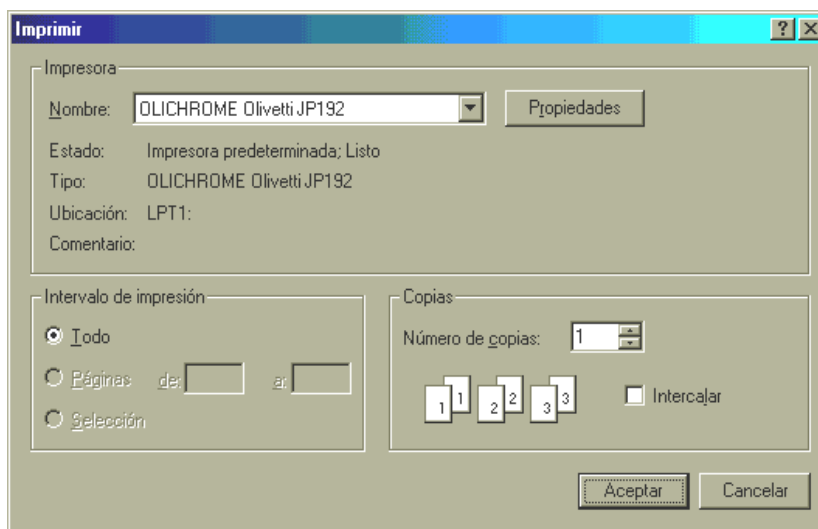 Imprimir
Impresora
Nombre: OLICHROME Olivetti JP192 Propiedades
Estado: Impresora predeterminada; Listo
Tipo: OLICHROME Olivetti JP192
Ubicación: LPT1:
Comentario:
Intervalo de impresión
Todo
Páginas de: a:
Selección
Copias
Número de copias: 1
1 1 2 2 3 3 Intercalar
Aceptar Cancelar